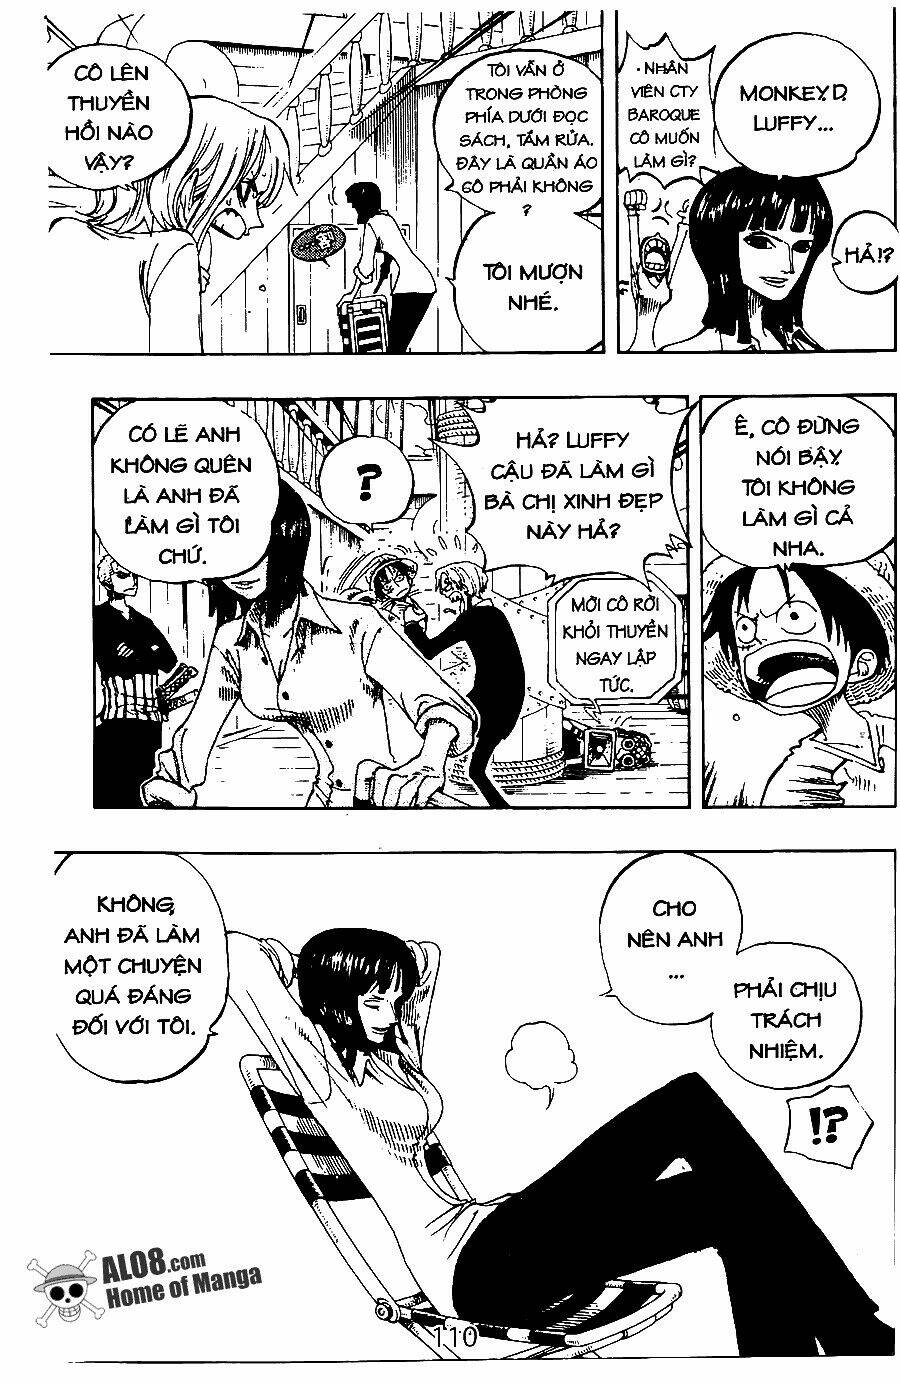 CÔ LÊN
THUYỀN
HỒI NÀO
VẬY?
TÔI VẪN Ở
TRONG PHÒNG
PHÍA DƯỚI ĐỌC
SÁCH, TẮM RỬA.
ĐÂY LÀ QUẦN ÁO
CÔ PHẢI KHÔNG
?
TÔI MƯỢN
NHÉ.
NHÂN
VIÊN CTY
BAROQUE
CÔ MUỐN
LÀM GÌ?
MONKEY. D.
LUFFY...
HẢ!?
CÓ LẼ ANH
KHÔNG QUÊN
LÀ ANH ĐÃ
LÀM GÌ TÔI
CHỨ.
?
HẢ? LUFFY
CẬU ĐÃ LÀM GÌ
BÀ CHỊ XINH ĐẸP
NÀY HẢ?
MỜI CÔ RỜI
KHỎI THUYỀN
NGAY LẬP
TỨC.
Ê, CÔ ĐỪNG
NÓI BẬY.
TÔI KHÔNG
LÀM GÌ CẢ
NHA.
KHÔNG,
ANH ĐÃ LÀM
MỘT CHUYỆN
QUÁ ĐÁNG
ĐỐI VỚI TÔI.
CHO
NÊN ANH
...
PHẢI CHỊU
TRÁCH
NHIỆM.
!?
ALO8.com
Home of Manga
110